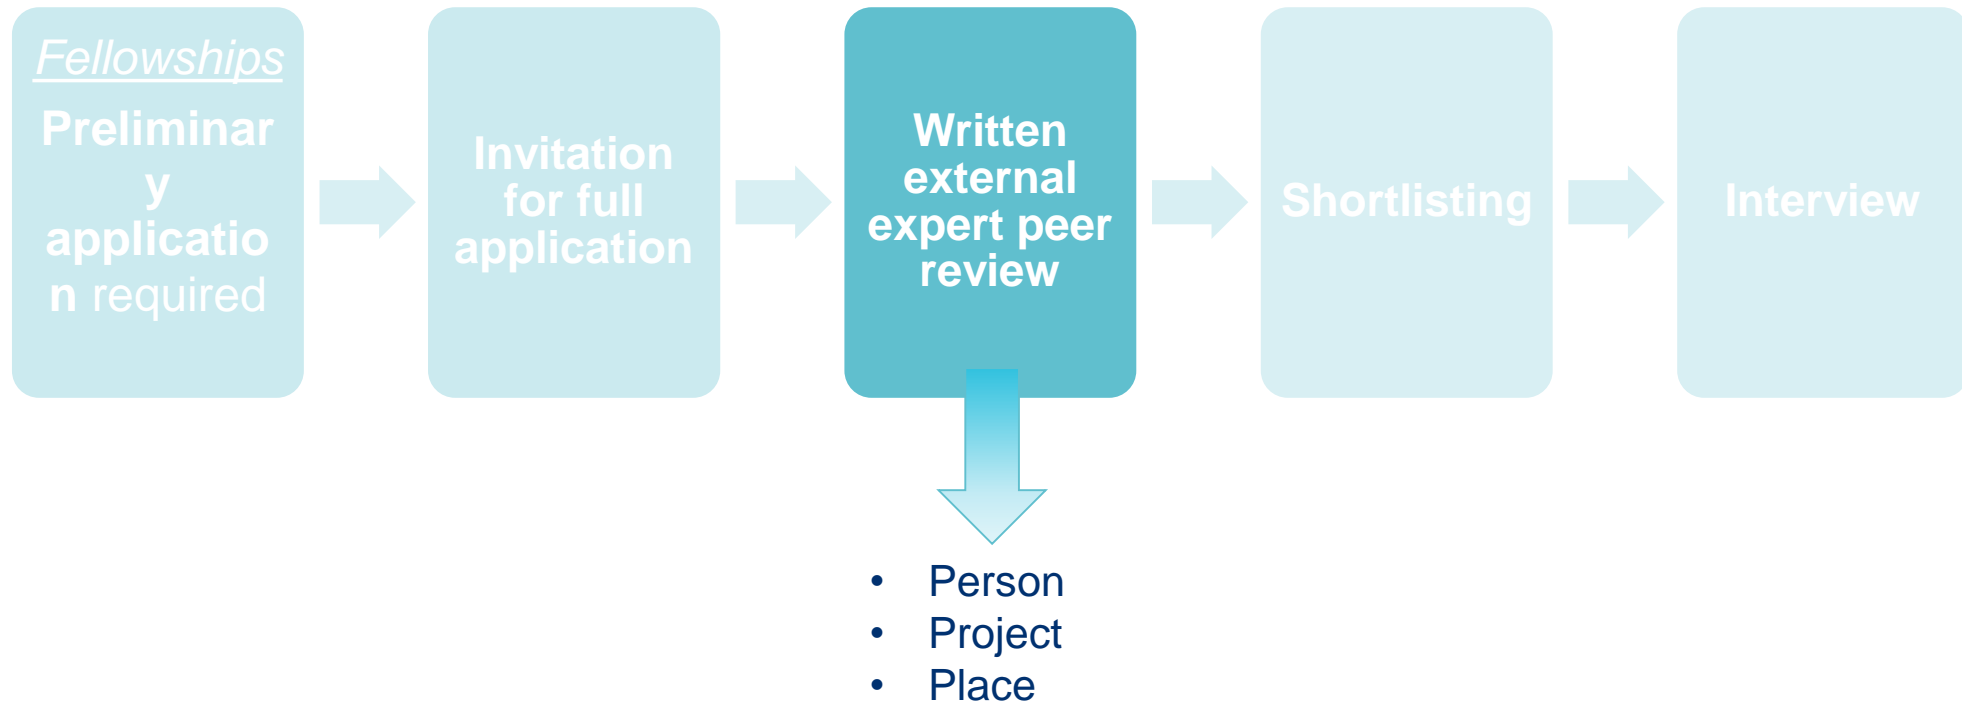 Fellowships
Preliminar
y
applicatio
n required
Invitation
for full
application
Written
external
expert peer
review
Shortlisting
Interview
• Person
• Project
• Place